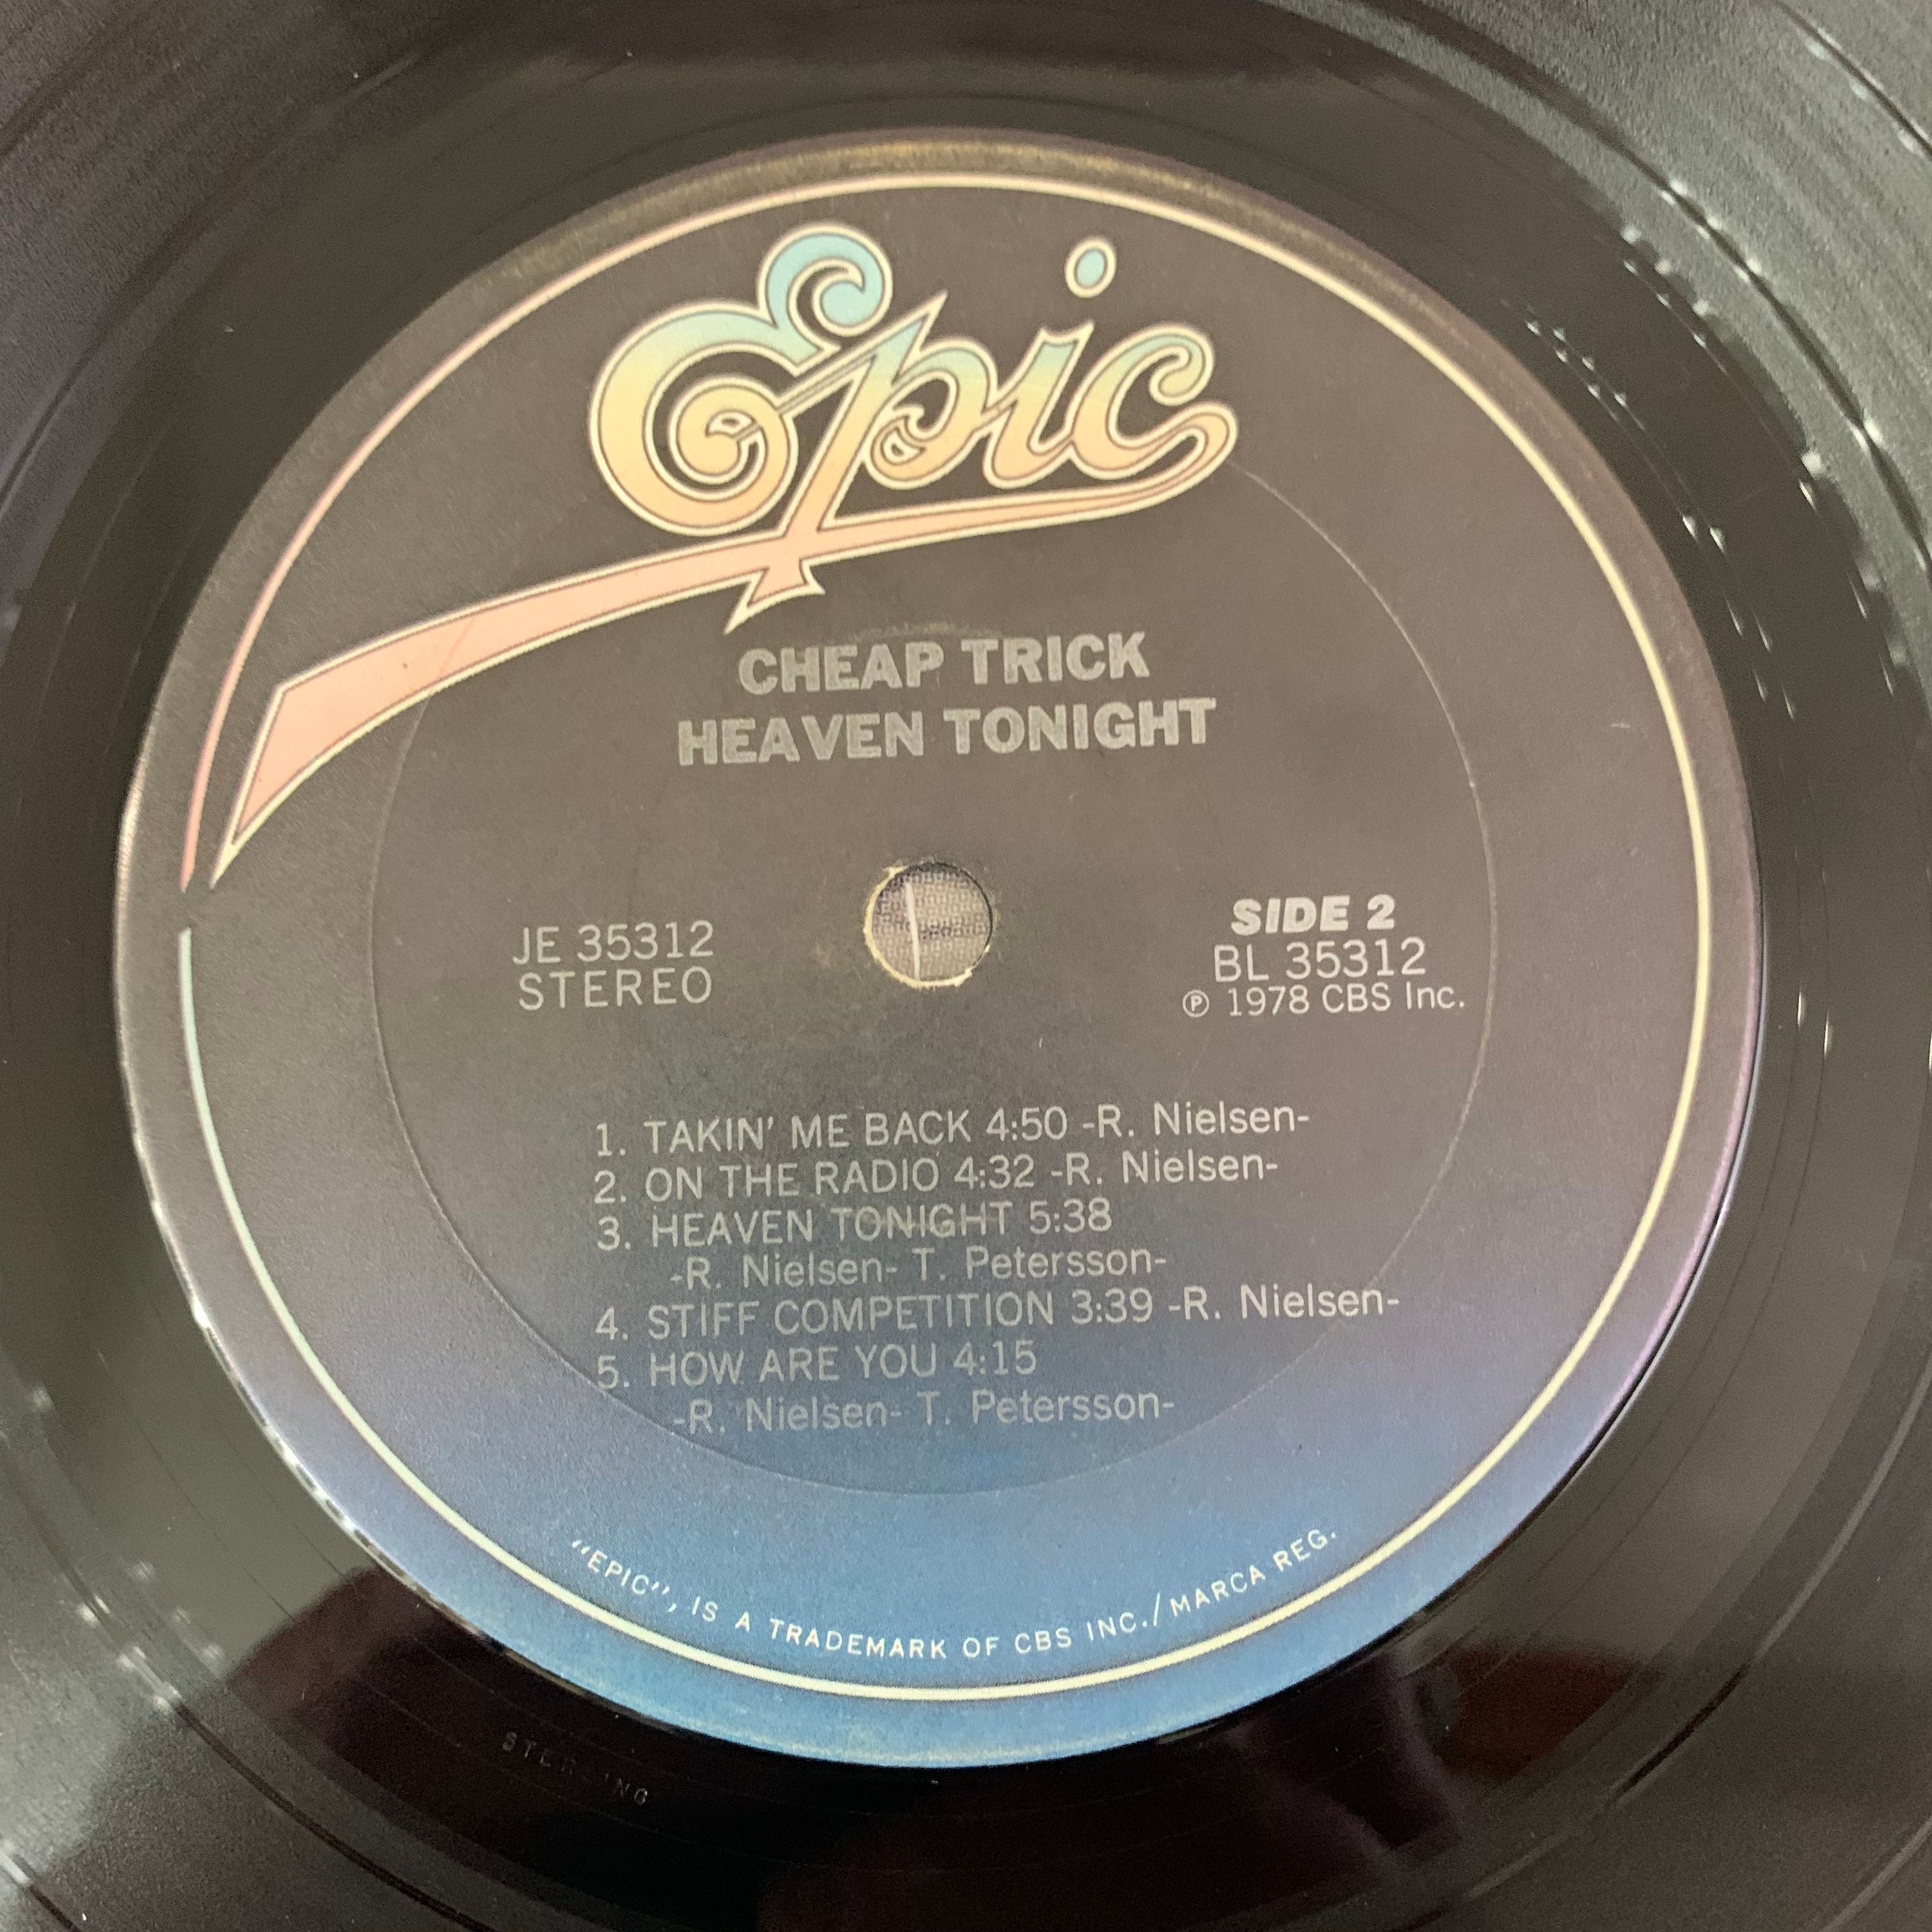 Epic
CHEAP TRICK
HEAVEN TONIGHT
JE 35312
STEREO
SIDE 2
BL 35312
℗ 1978 CBS Inc.
1. TAKIN' ME BACK 4:50 -R. Nielsen-
2. ON THE RADIO 4:32 -R. Nielsen-
3. HEAVEN TONIGHT 5:38
-R. Nielsen- T. Petersson-
4. STIFF COMPETITION 3:39 -R. Nielsen-
5. HOW ARE YOU 4:15
-R. Nielsen- T. Petersson-
"EPIC", IS A TRADEMARK OF CBS INC./MARCA REG.
STERLING